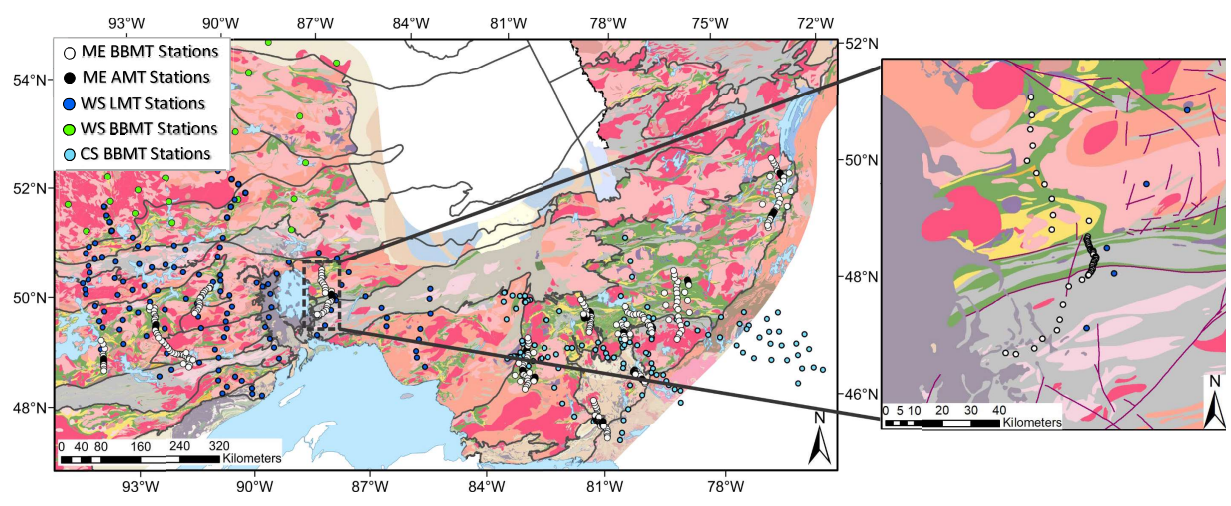 93°W 90°W 87°W 84°W 81°W 78°W 75°W 72°W
ME BBMT Stations
ME AMT Stations
WS LMT Stations
WS BBMT Stations
CS BBMT Stations
54°N
52°N
50°N
48°N
52°N
50°N
48°N
46°N
0 40 80 160 240 320
Kilometers
N
93°W 90°W 87°W 84°W 81°W 78°W
0 5 10 20 30 40
Kilometers
N